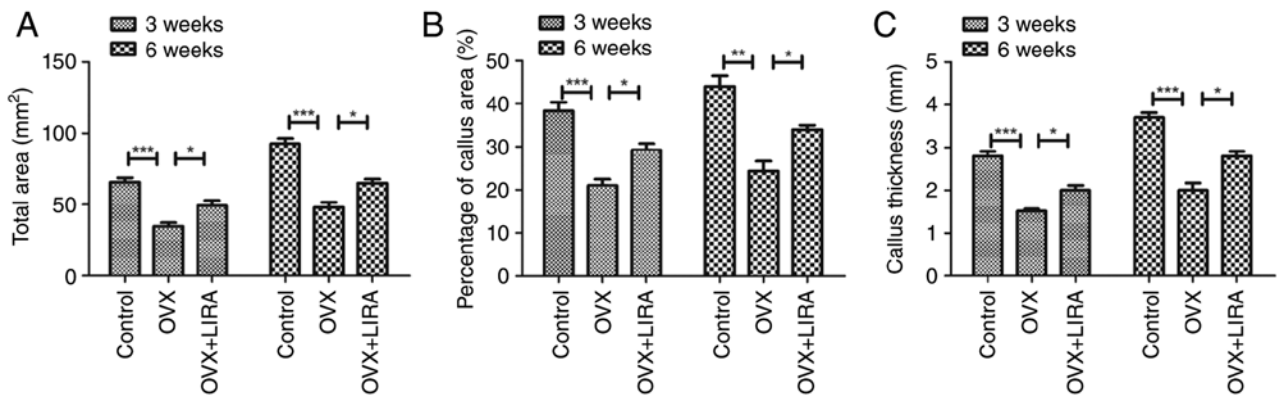 A
3 weeks
6 weeks
Total area (mm²)
150
100
50
0
***
*
***
*
Control
OVX
OVX+LIRA
Control
OVX
OVX+LIRA
B
3 weeks
6 weeks
Percentage of callus area (%)
50
40
30
20
10
0
***
*
**
*
Control
OVX
OVX+LIRA
Control
OVX
OVX+LIRA
C
3 weeks
6 weeks
Callus thickness (mm)
5
4
3
2
1
0
***
*
***
*
Control
OVX
OVX+LIRA
Control
OVX
OVX+LIRA